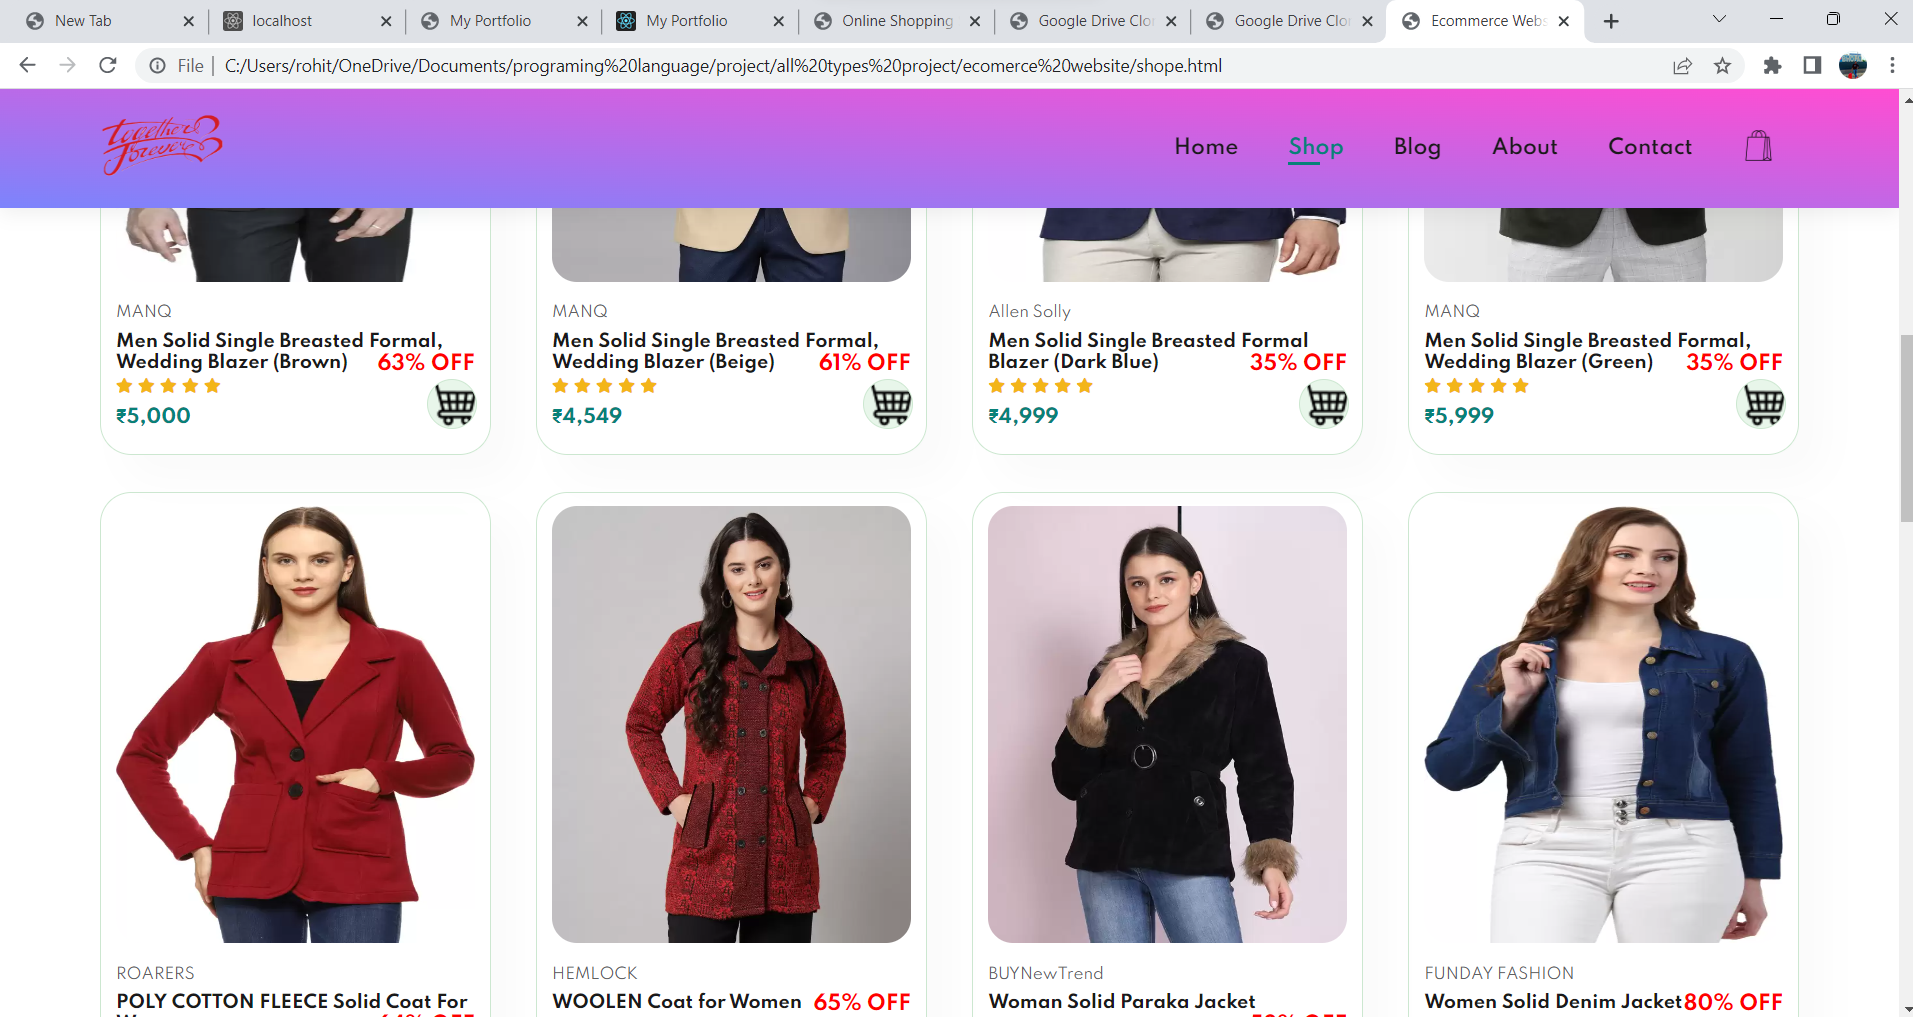 New Tab
localhost
My Portfolio
My Portfolio
Online Shopping
Google Drive Clo
Google Drive Clo
Ecommerce Webs
File
C:/Users/rohit/OneDrive/Documents/programing%20language/project/all%20types%20project/ecomerce%20website/shope.html
together
Forever
Home
Shop
Blog
About
Contact
MANQ
Men Solid Single Breasted Formal,
Wedding Blazer (Brown)
63% OFF
₹5,000
MANQ
Men Solid Single Breasted Formal,
Wedding Blazer (Beige)
61% OFF
₹4,549
Allen Solly
Men Solid Single Breasted Formal
Blazer (Dark Blue)
35% OFF
₹4,999
MANQ
Men Solid Single Breasted Formal,
Wedding Blazer (Green)
35% OFF
₹5,999
ROARERS
POLY COTTON FLEECE Solid Coat For
HEMLOCK
WOOLEN Coat for Women
65% OFF
BUYNewTrend
Woman Solid Paraka Jacket
FUNDAY FASHION
Women Solid Denim Jacket
80% OFF